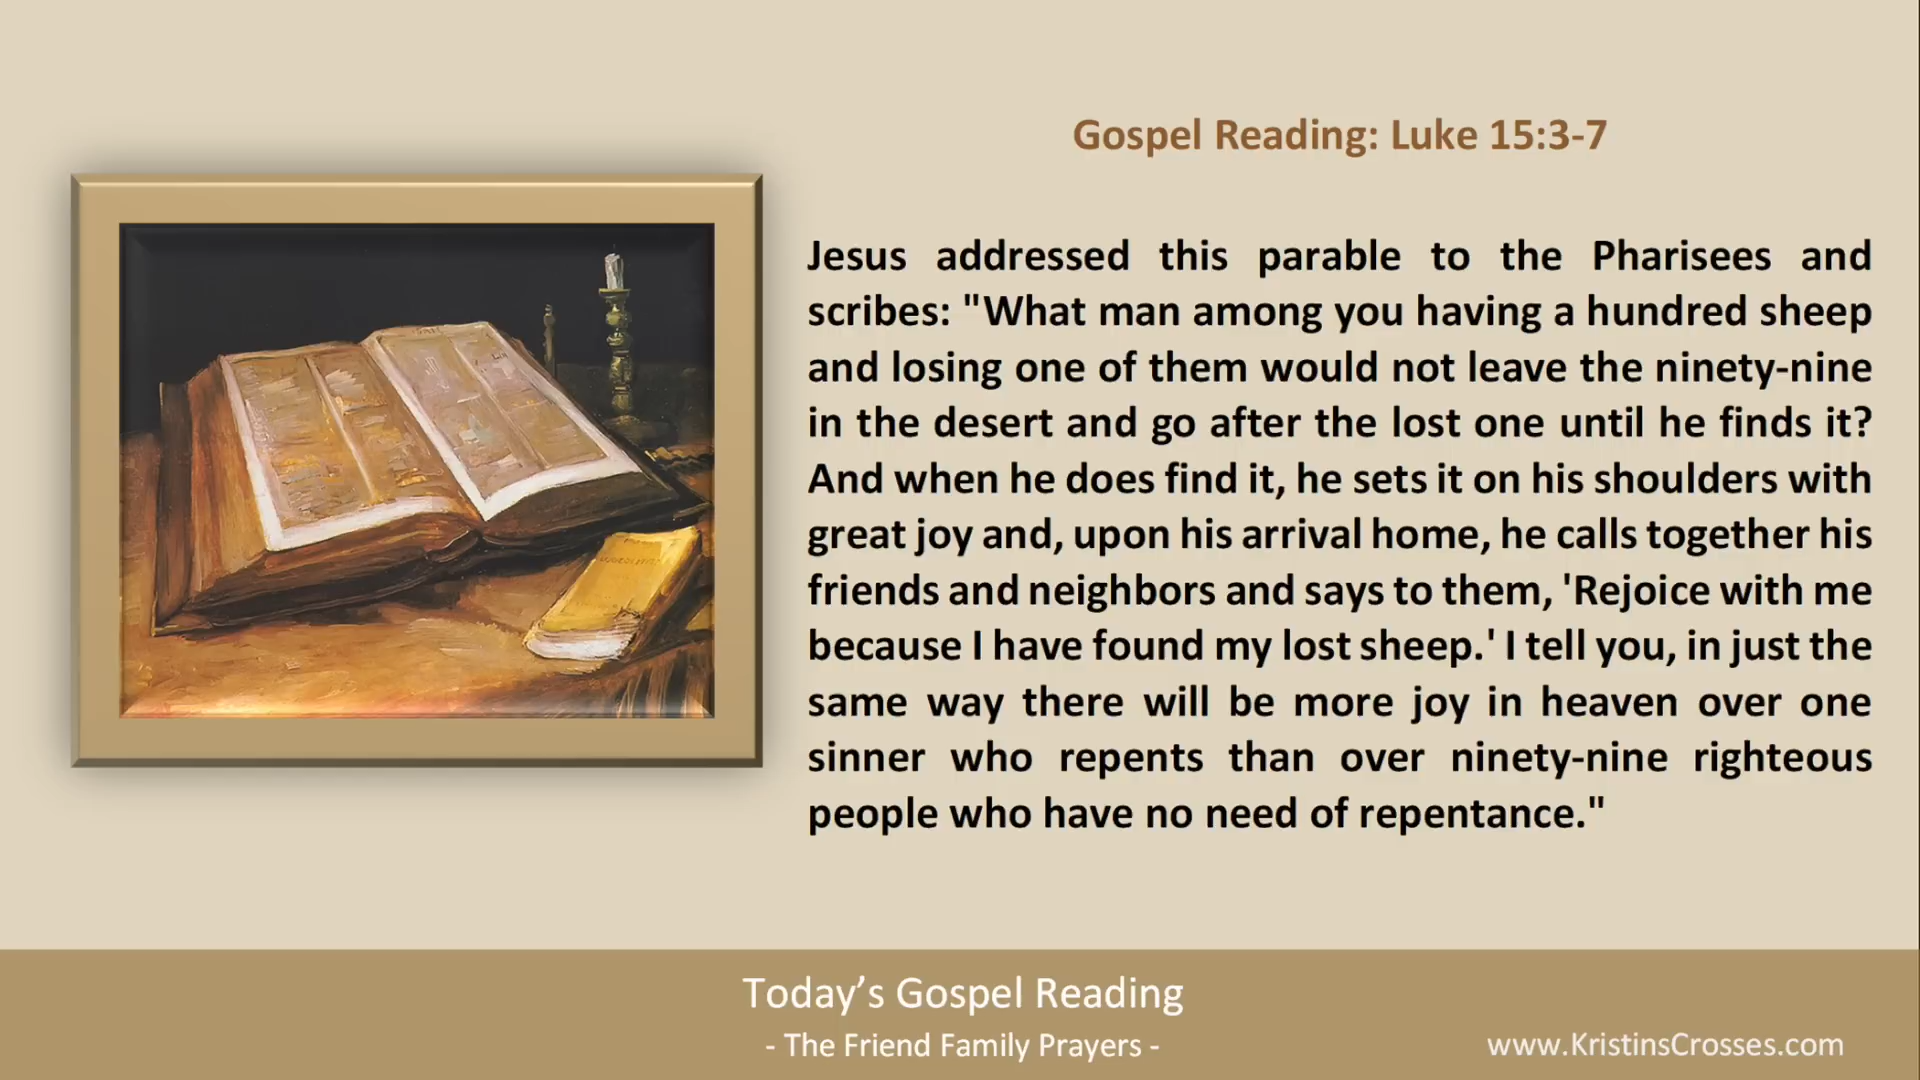 Gospel Reading: Luke 15:3-7
Jesus addressed this parable to the Pharisees and
scribes: "What man among you having a hundred sheep
and losing one of them would not leave the ninety-nine
in the desert and go after the lost one until he finds it?
And when he does find it, he sets it on his shoulders with
great joy and, upon his arrival home, he calls together his
friends and neighbors and says to them, 'Rejoice with me
because I have found my lost sheep.' I tell you, in just the
same way there will be more joy in heaven over one
sinner who repents than over ninety-nine righteous
people who have no need of repentance."
Today’s Gospel Reading
- The Friend Family Prayers -
www.KristinsCrosses.com